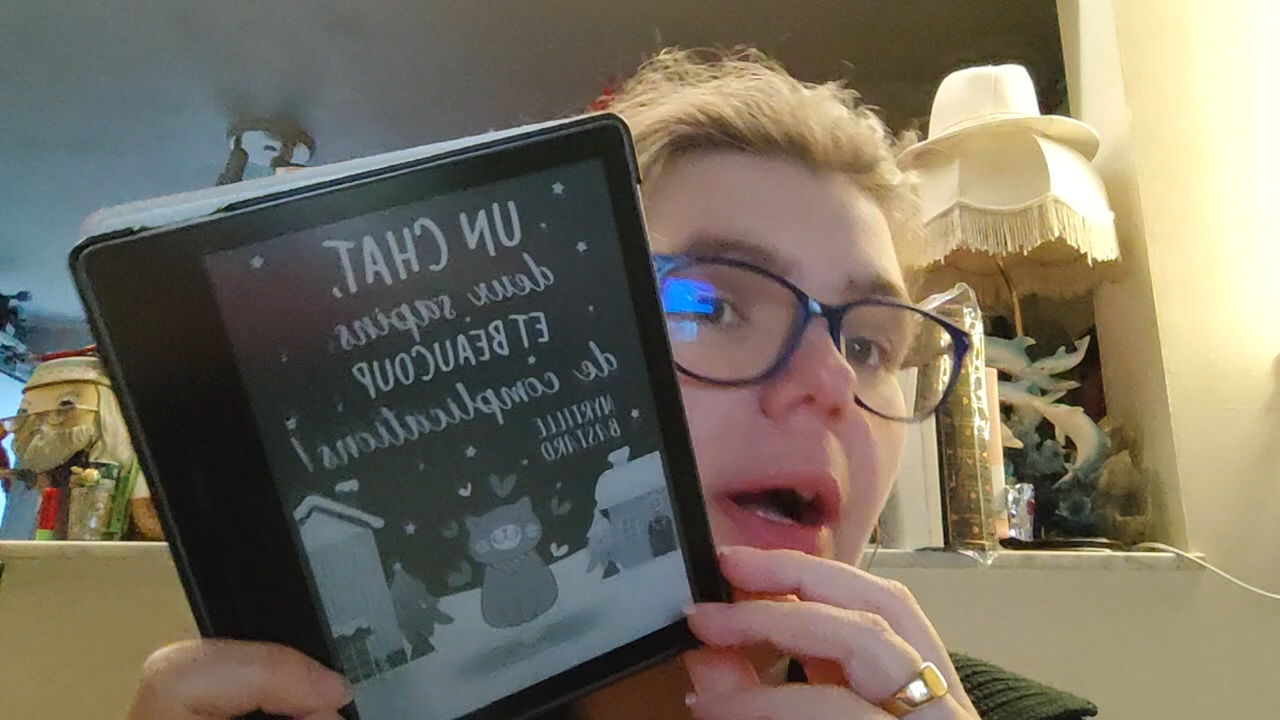 UN CHAT,
deux sapins
ET BEAUCOUP
de complications !
MYRTILLE
BASTARD